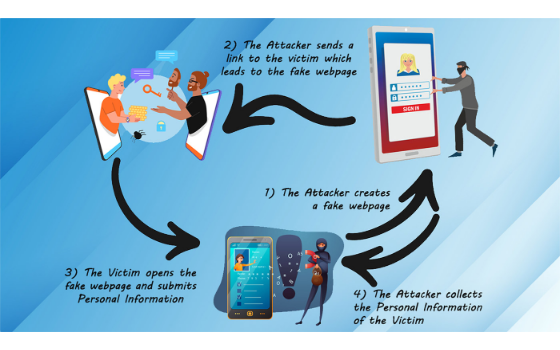 2) The Attacker sends a
link to the victim which
leads to the fake webpage
SIGN IN
1) The Attacker creates
a fake webpage
3) The Victim opens the
fake webpage and submits
Personal Information
4) The Attacker collects
the Personal Information
of the Victim